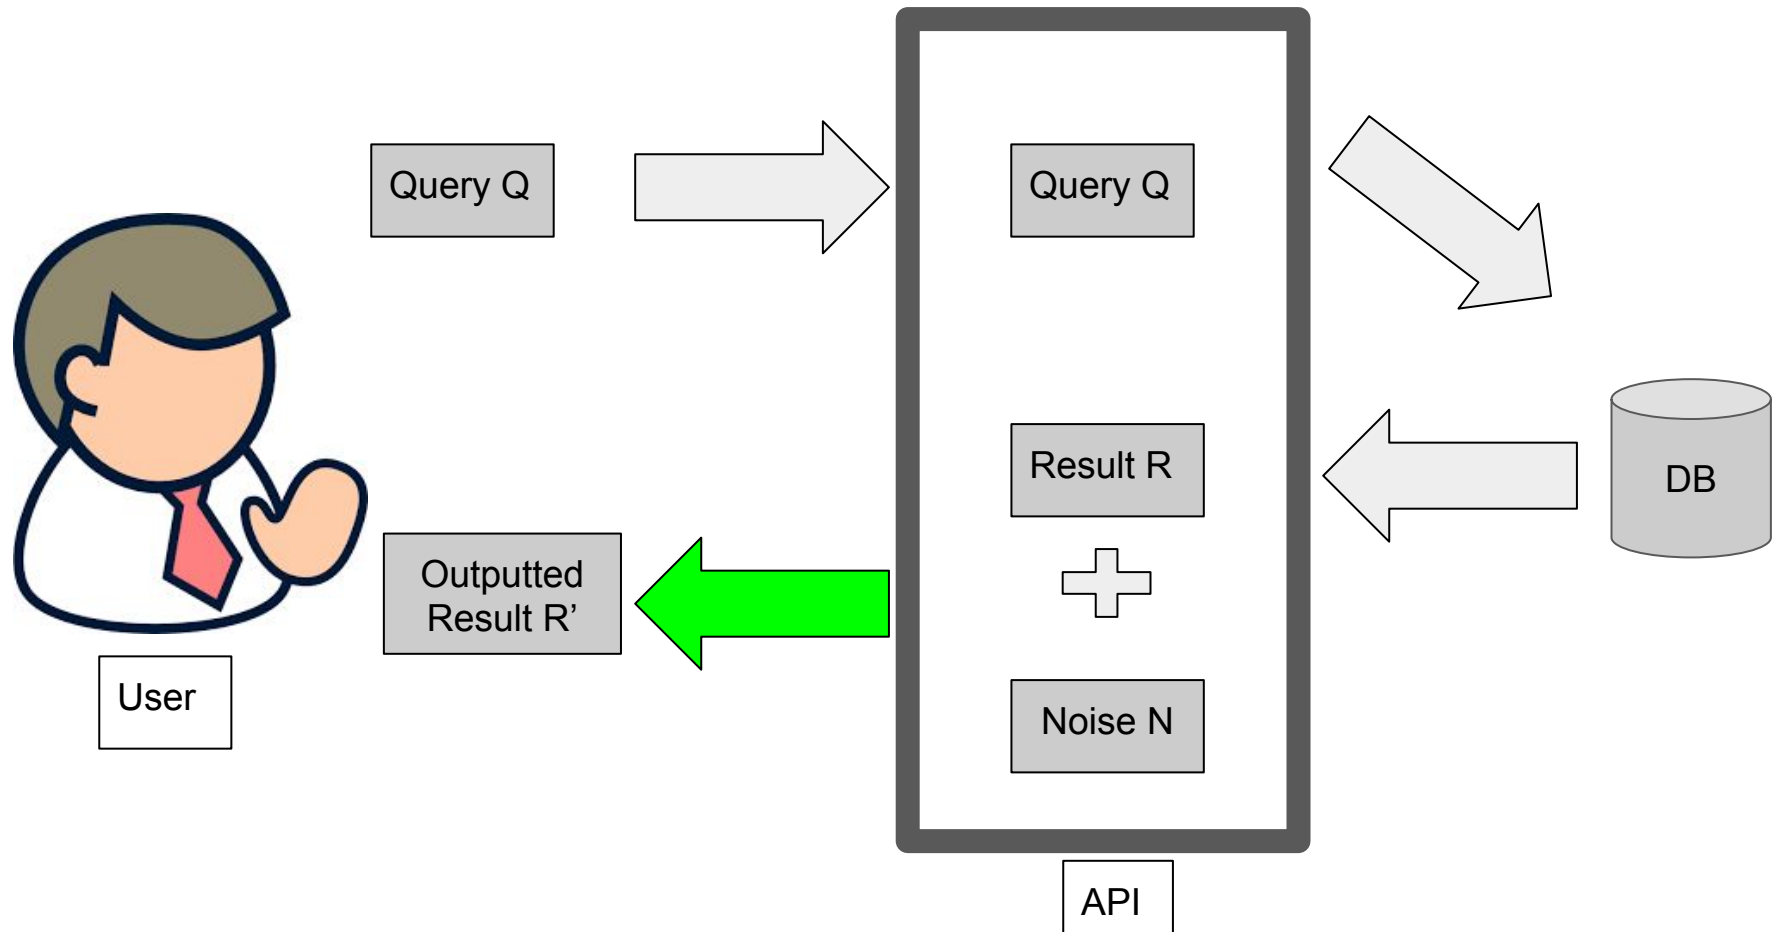 Query Q
Query Q
Result R
DB
Outputted
Result R’
Noise N
User
API